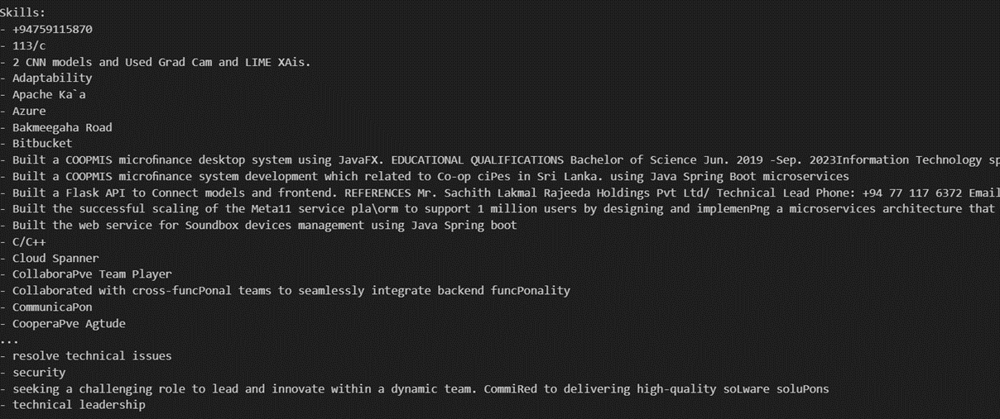 Skills:
- +94759115870
- 113/c
- 2 CNN models and Used Grad Cam and LIME XAis.
- Adaptability
- Apache Ka`a
- Azure
- Bakmeegaha Road
- Bitbucket
- Built a COOPMIS microfinance desktop system using JavaFX. EDUCATIONAL QUALIFICATIONS Bachelor of Science Jun. 2019 -Sep. 2023Information Technology sp
- Built a COOPMIS microfinance system development which related to Co-op ciPes in Sri Lanka. using Java Spring Boot microservices
- Built a Flask API to Connect models and frontend. REFERENCES Mr. Sachith Lakmal Rajeeda Holdings Pvt Ltd/ Technical Lead Phone: +94 77 117 6372 Email
- Built the successful scaling of the Meta11 service pla\orm to support 1 million users by designing and implemenPng a microservices architecture that
- Built the web service for Soundbox devices management using Java Spring boot
- C/C++
- Cloud Spanner
- CollaboraPve Team Player
- Collaborated with cross-funcPonal teams to seamlessly integrate backend funcPonality
- CommunicaPon
- CooperaPve Agtude
...
- resolve technical issues
- security
- seeking a challenging role to lead and innovate within a dynamic team. CommiRed to delivering high-quality soLware soluPons
- technical leadership